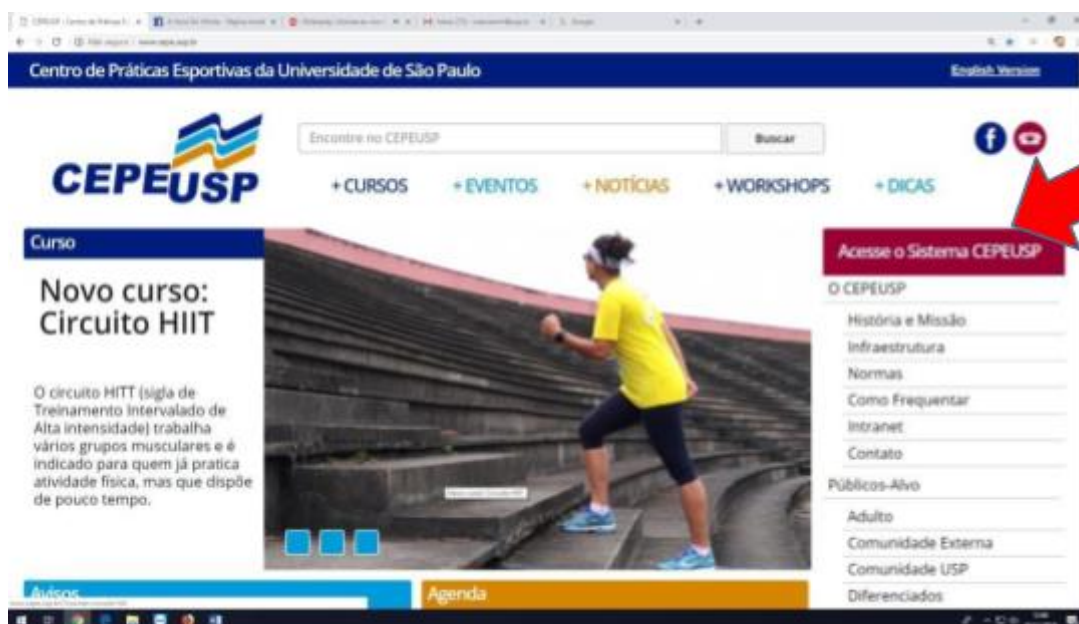 Centro de Práticas Esportivas da Universidade de São Paulo
English Version
CEPEUSP
Encontre no CEPEUSP
Buscar
+ CURSOS
+ EVENTOS
+ NOTÍCIAS
+ WORKSHOPS
+ DICAS
Curso
Novo curso:
Circuito HIIT
O circuito HITT (sigla de
Treinamento Intervalado de
Alta intensidade) trabalha
vários grupos musculares e é
indicado para quem já pratica
atividade física, mas que dispõe
de pouco tempo.
Acesse o Sistema CEPEUSP
O CEPEUSP
História e Missão
Infraestrutura
Normas
Como Frequentar
Intranet
Contato
Públicos-Alvo
Adulto
Comunidade Externa
Comunidade USP
Diferenciados
Avisos
Agenda